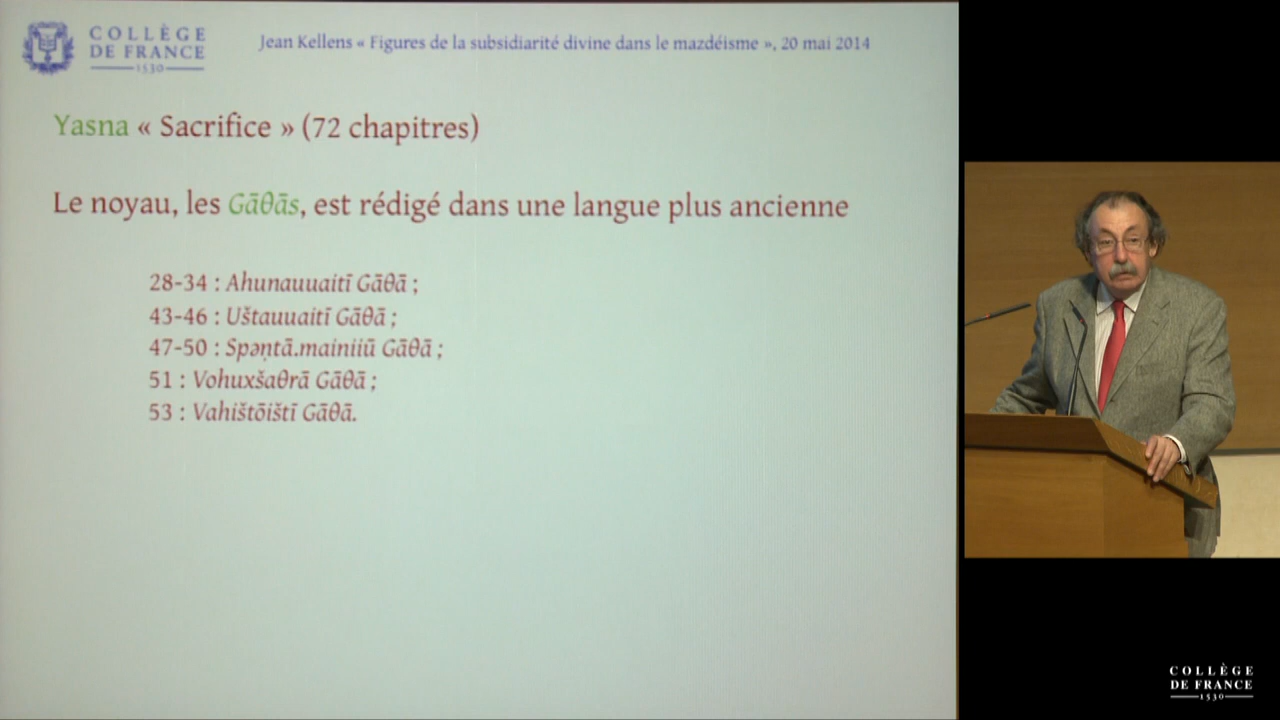 COLLÈGE
DE FRANCE
1530
Jean Kellens « Figures de la subsidiarité divine dans le mazdéisme », 20 mai 2014
Yasna « Sacrifice » (72 chapitres)
Le noyau, les Gāθās, est rédigé dans une langue plus ancienne
28-34 : Ahunauuaitī Gāθā ;
43-46 : Uštauuaitī Gāθā ;
47-50 : Spəṇtā.mainiiū Gāθā ;
51 : Vohuxšaθrā Gāθā ;
53 : Vahištōištī Gāθā.
COLLÈGE
DE FRANCE
1530